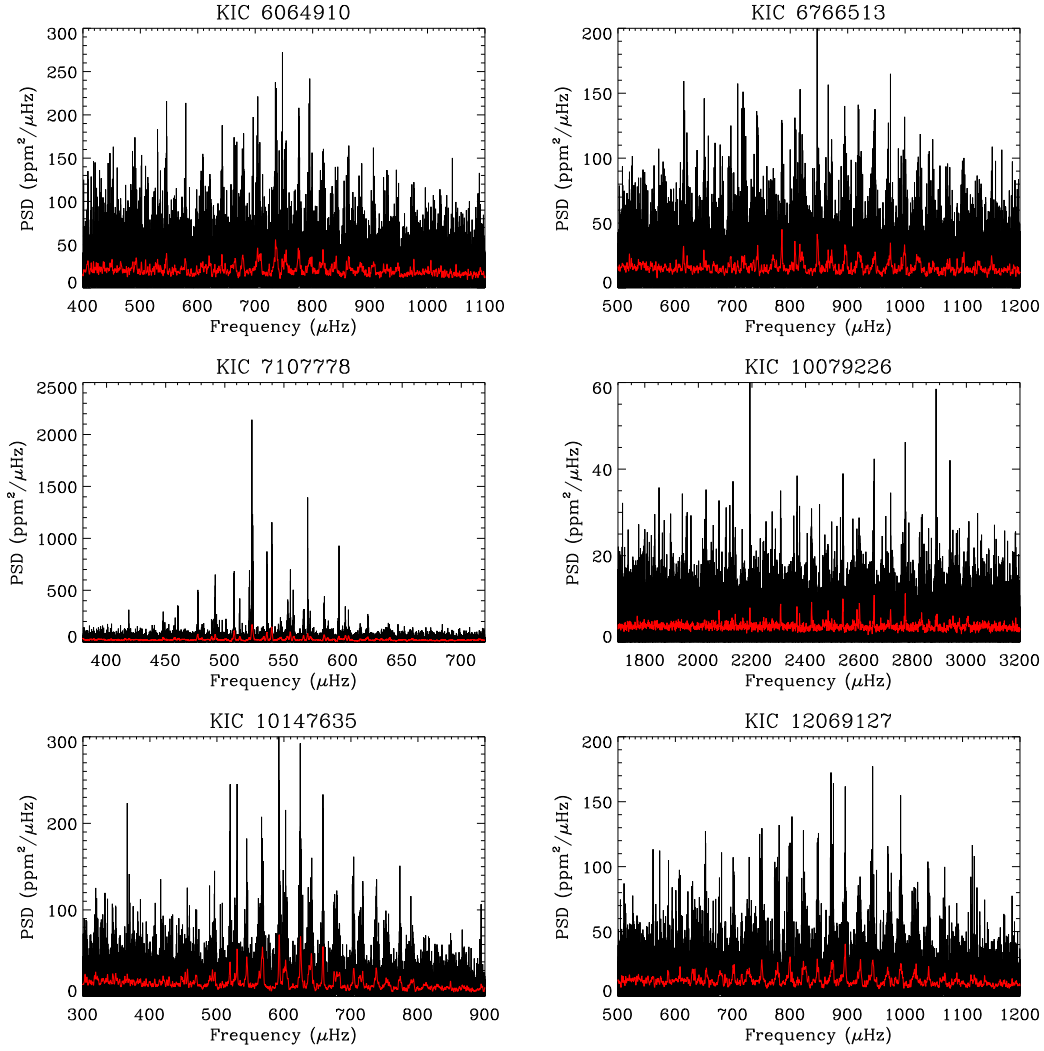 KIC 6064910
KIC 6766513
300
250
200
150
100
50
0
PSD (ppm²/μHz)
400 500 600 700 800 900 1000 1100
Frequency (μHz)
200
150
100
50
0
PSD (ppm²/μHz)
500 600 700 800 900 1000 1100 1200
Frequency (μHz)
KIC 7107778
KIC 10079226
2500
2000
1500
1000
500
0
PSD (ppm²/μHz)
400 450 500 550 600 650 700
Frequency (μHz)
60
40
20
0
PSD (ppm²/μHz)
1800 2000 2200 2400 2600 2800 3000 3200
Frequency (μHz)
KIC 10147635
KIC 12069127
300
200
100
0
PSD (ppm²/μHz)
300 400 500 600 700 800 900
Frequency (μHz)
200
150
100
50
0
PSD (ppm²/μHz)
500 600 700 800 900 1000 1100 1200
Frequency (μHz)